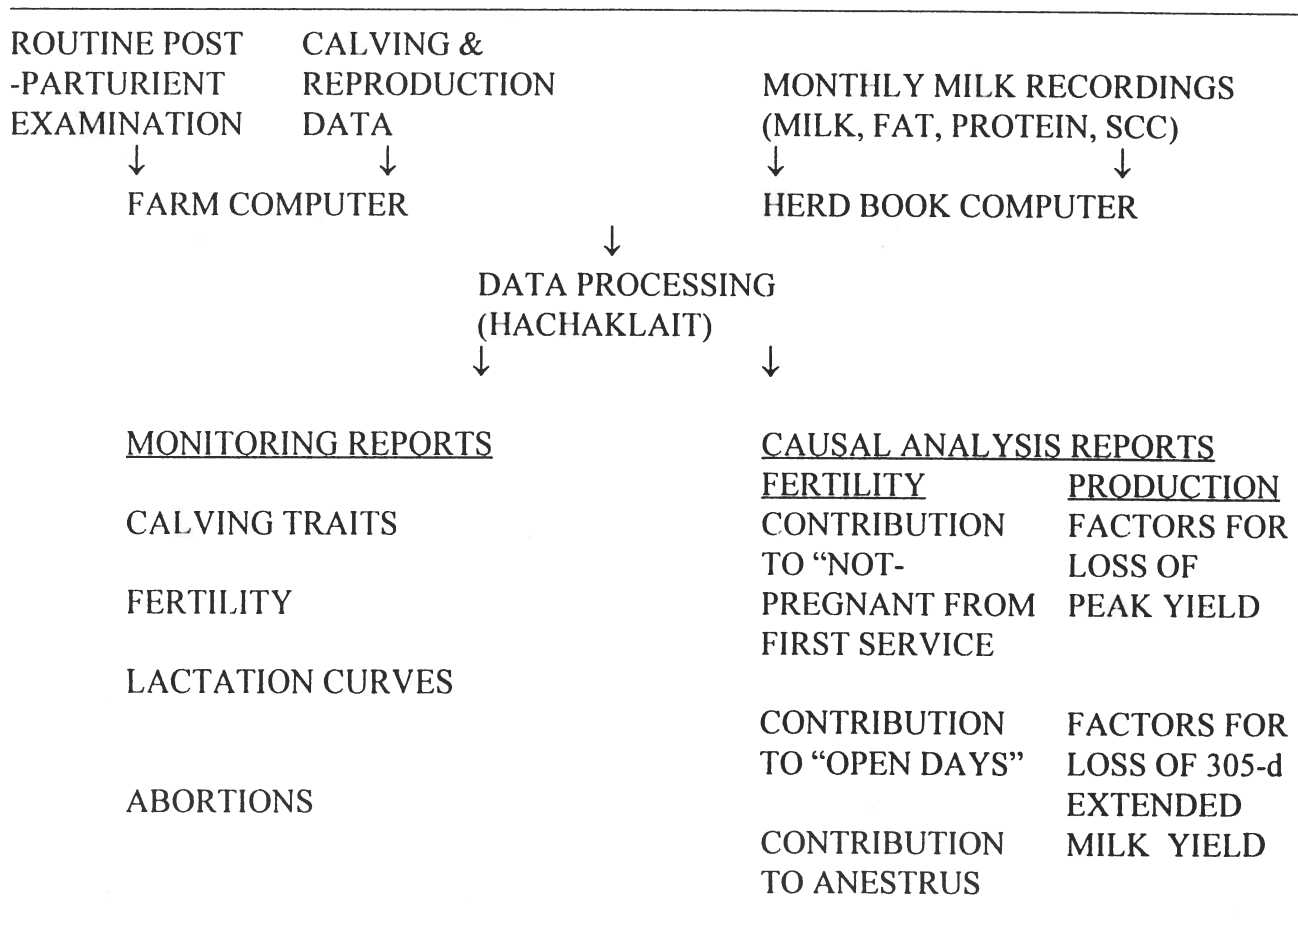 ROUTINE POST
-PARTURIENT
EXAMINATION
CALVING &
REPRODUCTION
DATA
MONTHLY MILK RECORDINGS
(MILK, FAT, PROTEIN, SCC)
↓ ↓ ↓ ↓
FARM COMPUTER
HERD BOOK COMPUTER
↓
DATA PROCESSING
(HACHAKLAIT)
↓ ↓
MONITORING REPORTS
CALVING TRAITS
FERTILITY
LACTATION CURVES
ABORTIONS
CAUSAL ANALYSIS REPORTS
FERTILITY
CONTRIBUTION
TO “NOT-
PREGNANT FROM
FIRST SERVICE
CONTRIBUTION
TO “OPEN DAYS”
CONTRIBUTION
TO ANESTRUS
PRODUCTION
FACTORS FOR
LOSS OF
PEAK YIELD
FACTORS FOR
LOSS OF 305-d
EXTENDED
MILK YIELD